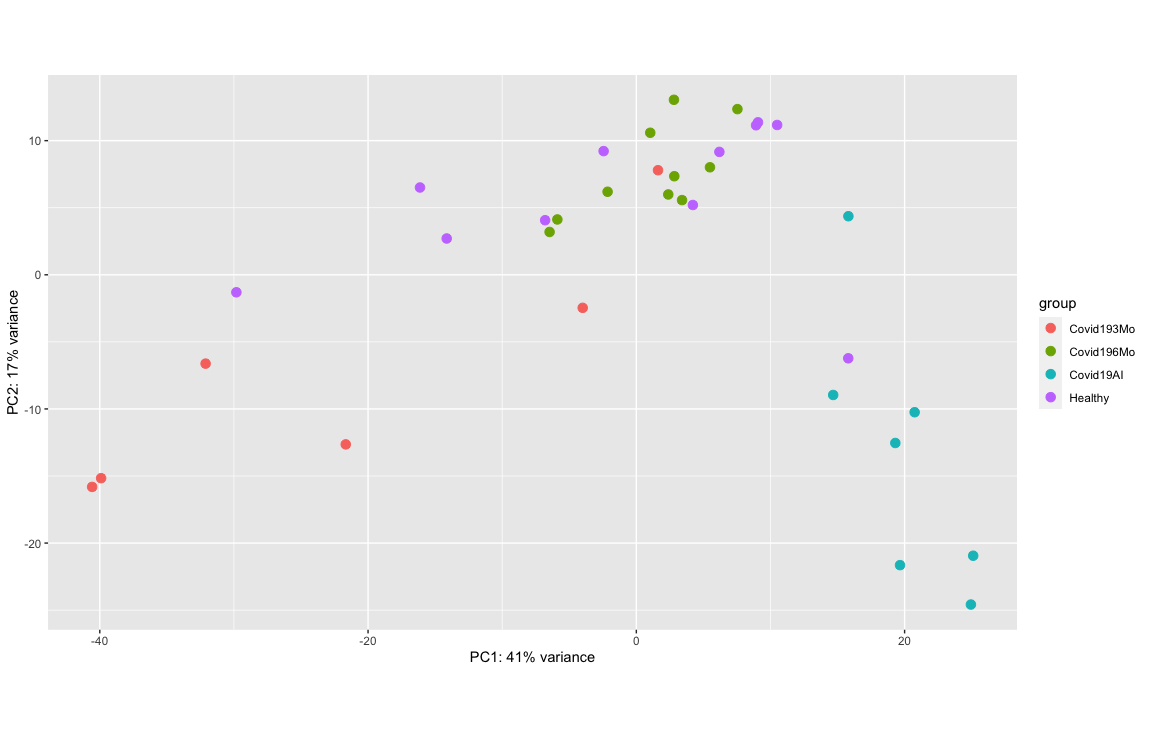 10
0
-10
-20
PC2: 17% variance
-40
-20
0
20
PC1: 41% variance
group
Covid193Mo
Covid196Mo
Covid19AI
Healthy